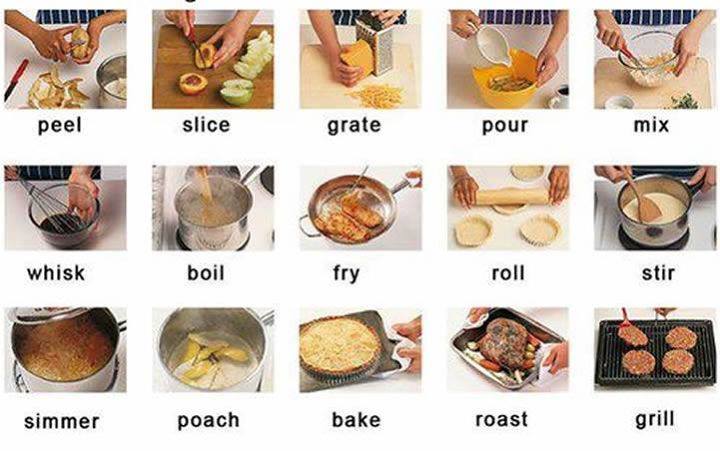 peel slice grate pour mix
whisk boil fry roll stir
simmer poach bake roast grill